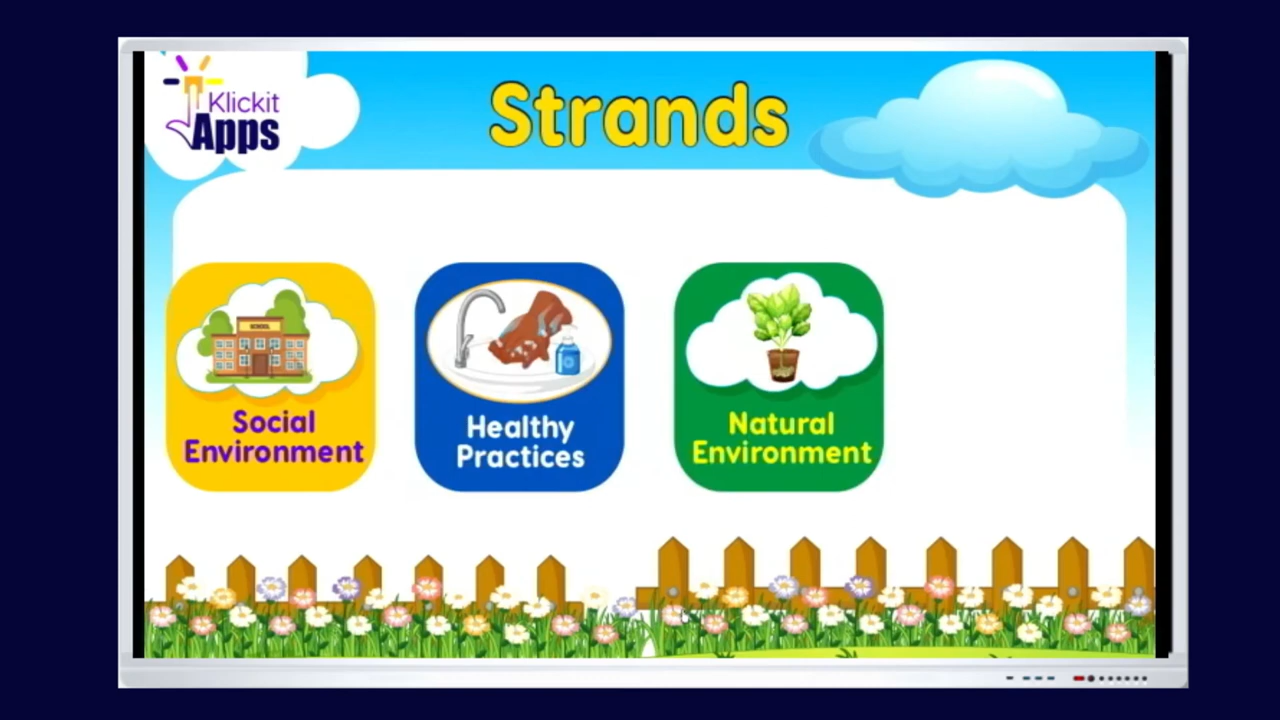 Klickit
Apps
Strands
SCHOOL
Social
Environment
Healthy
Practices
Natural
Environment